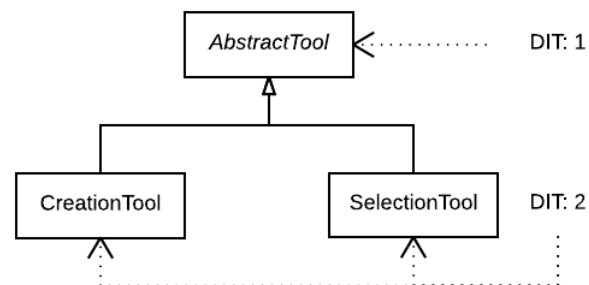 AbstractTool
DIT: 1
CreationTool
SelectionTool
DIT: 2